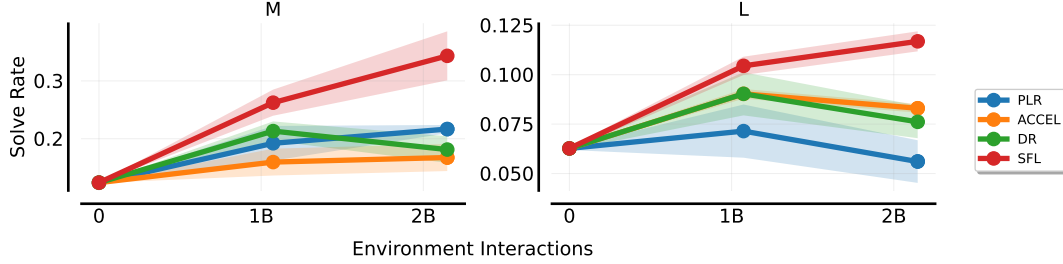 M
L
Solve Rate
0.3
0.2
0
1B
2B
0.125
0.100
0.075
0.050
0
1B
2B
Environment Interactions
PLR
ACCEL
DR
SFL